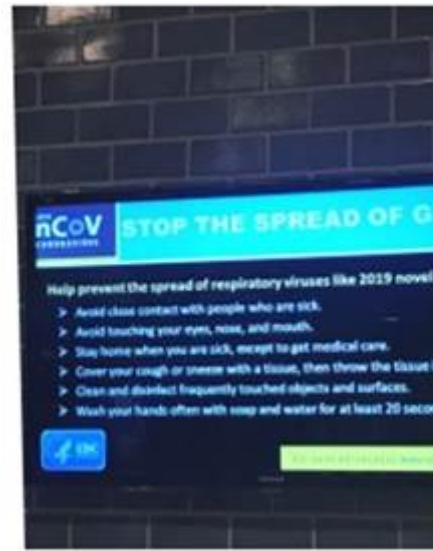 nCoV
CORONAVIRUS
STOP THE SPREAD OF G
Help prevent the spread of respiratory viruses like 2019 novel
➤ Avoid close contact with people who are sick.
➤ Avoid touching your eyes, nose, and mouth.
➤ Stay home when you are sick, except to get medical care.
➤ Cover your cough or sneeze with a tissue, then throw the tissue
➤ Clean and disinfect frequently touched objects and surfaces.
➤ Wash your hands often with soap and water for at least 20 secon
CDC